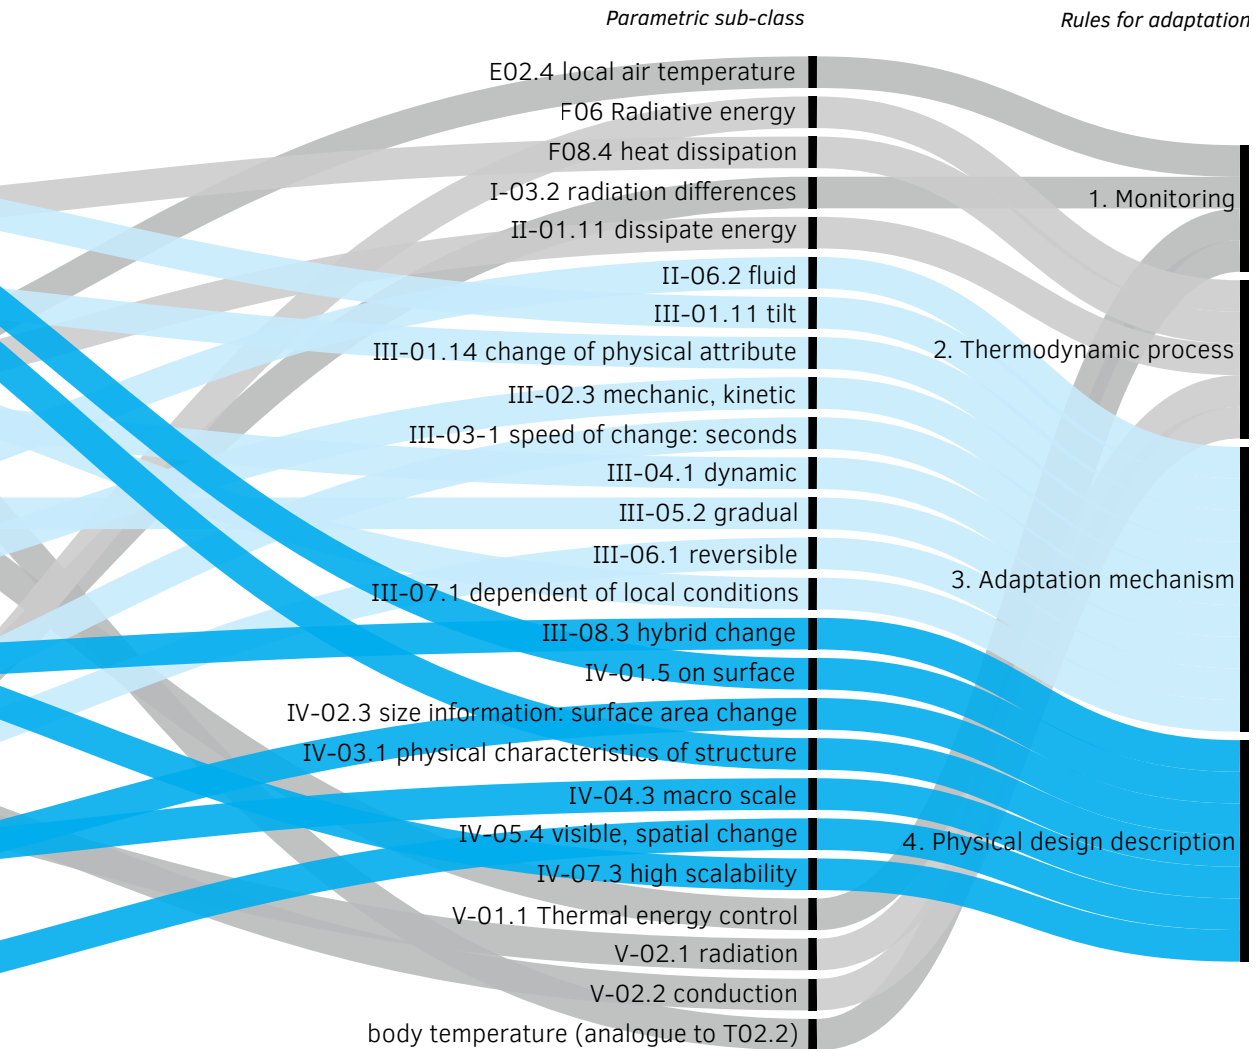 Parametric sub-class
Rules for adaptation
E02.4 local air temperature
F06 Radiative energy
F08.4 heat dissipation
I-03.2 radiation differences
II-01.11 dissipate energy
II-06.2 fluid
III-01.11 tilt
III-01.14 change of physical attribute
III-02.3 mechanic, kinetic
III-03-1 speed of change: seconds
III-04.1 dynamic
III-05.2 gradual
III-06.1 reversible
III-07.1 dependent of local conditions
III-08.3 hybrid change
IV-01.5 on surface
IV-02.3 size information: surface area change
IV-03.1 physical characteristics of structure
IV-04.3 macro scale
IV-05.4 visible, spatial change
IV-07.3 high scalability
V-01.1 Thermal energy control
V-02.1 radiation
V-02.2 conduction
body temperature (analogue to T02.2)
1. Monitoring
2. Thermodynamic process
3. Adaptation mechanism
4. Physical design description